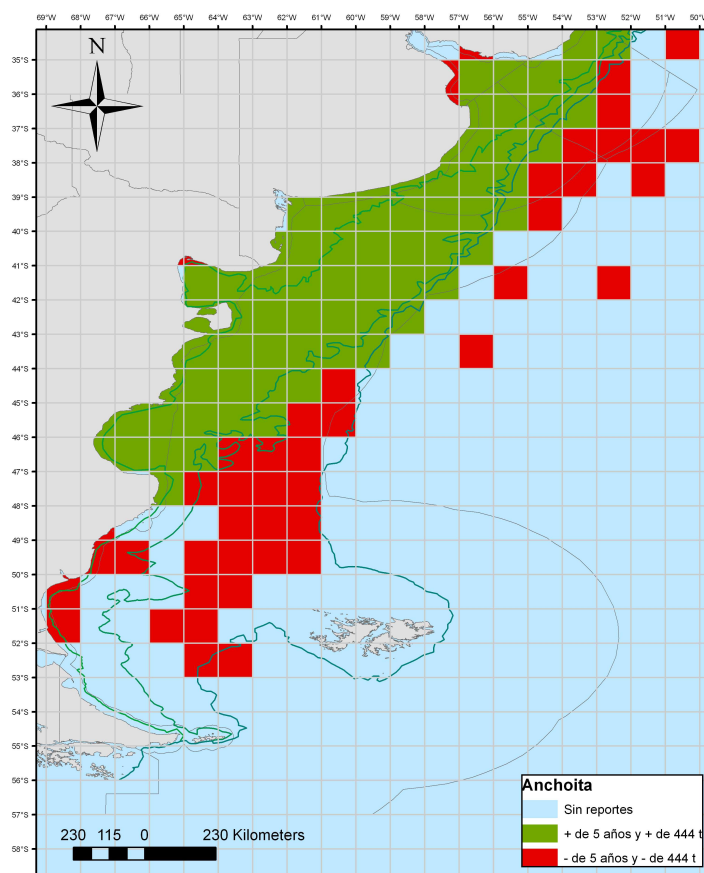 69°W 68°W 67°W 66°W 65°W 64°W 63°W 62°W 61°W 60°W 59°W 58°W 57°W 56°W 55°W 54°W 53°W 52°W 51°W 50°W
N
35°S
36°S
37°S
38°S
39°S
40°S
41°S
42°S
43°S
44°S
45°S
46°S
47°S
48°S
49°S
50°S
51°S
52°S
53°S
54°S
55°S
56°S
57°S
58°S
Anchoita
Sin reportes
+ de 5 años y + de 444 t
- de 5 años y - de 444 t
230 115 0 230 Kilometers